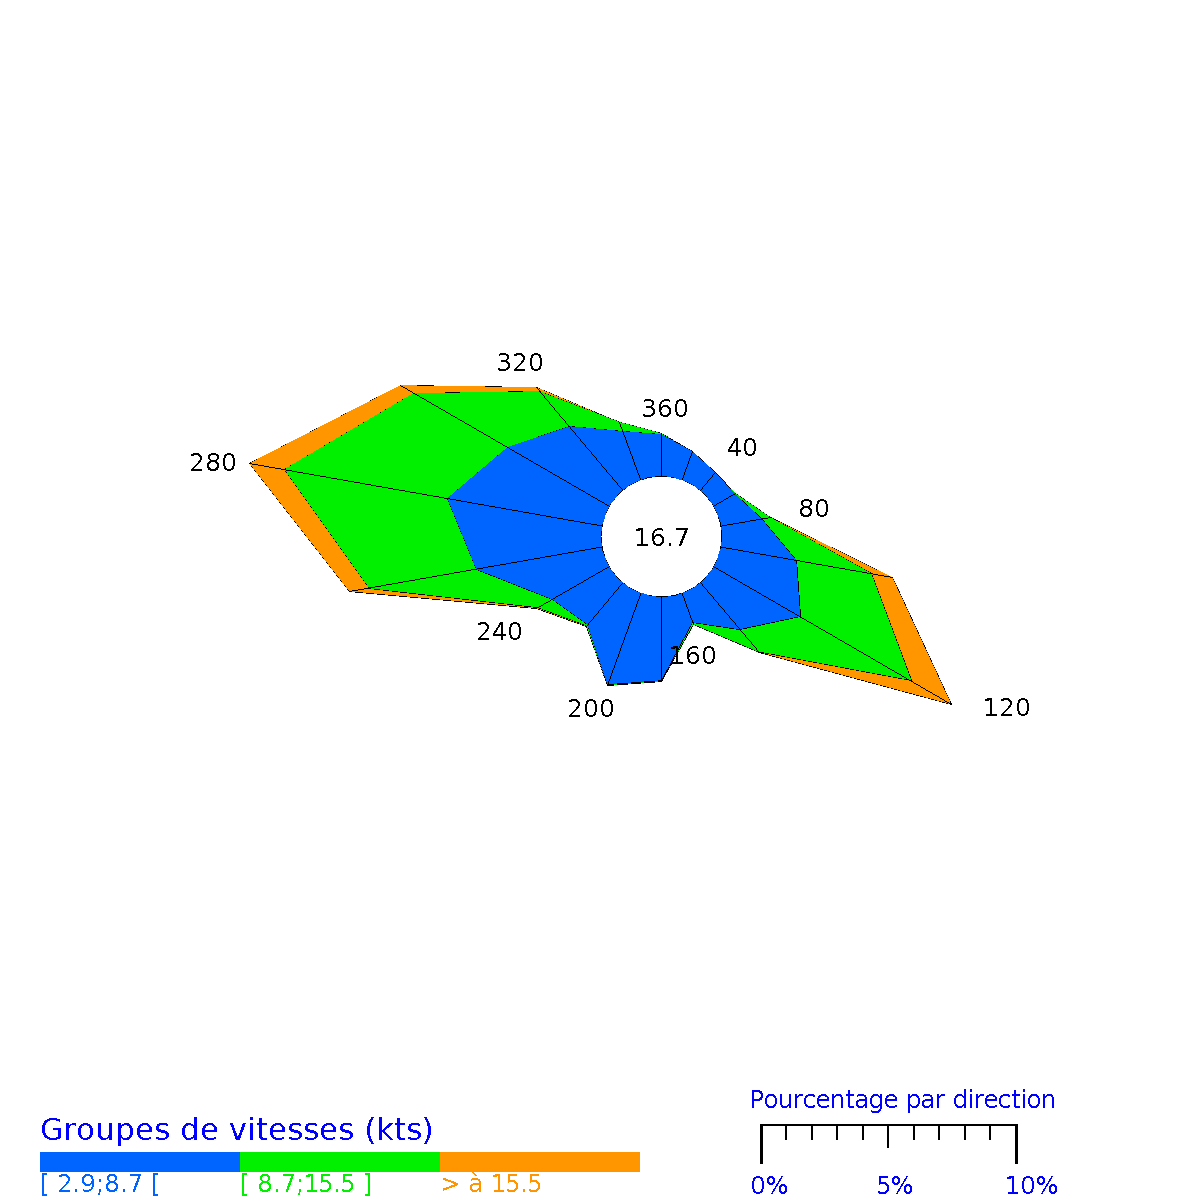 320
360
40
280
80
16.7
240
160
200
120
Pourcentage par direction
Groupes de vitesses (kts)
[ 2.9;8.7 [ [ 8.7;15.5 ] > à 15.5
0% 5% 10%